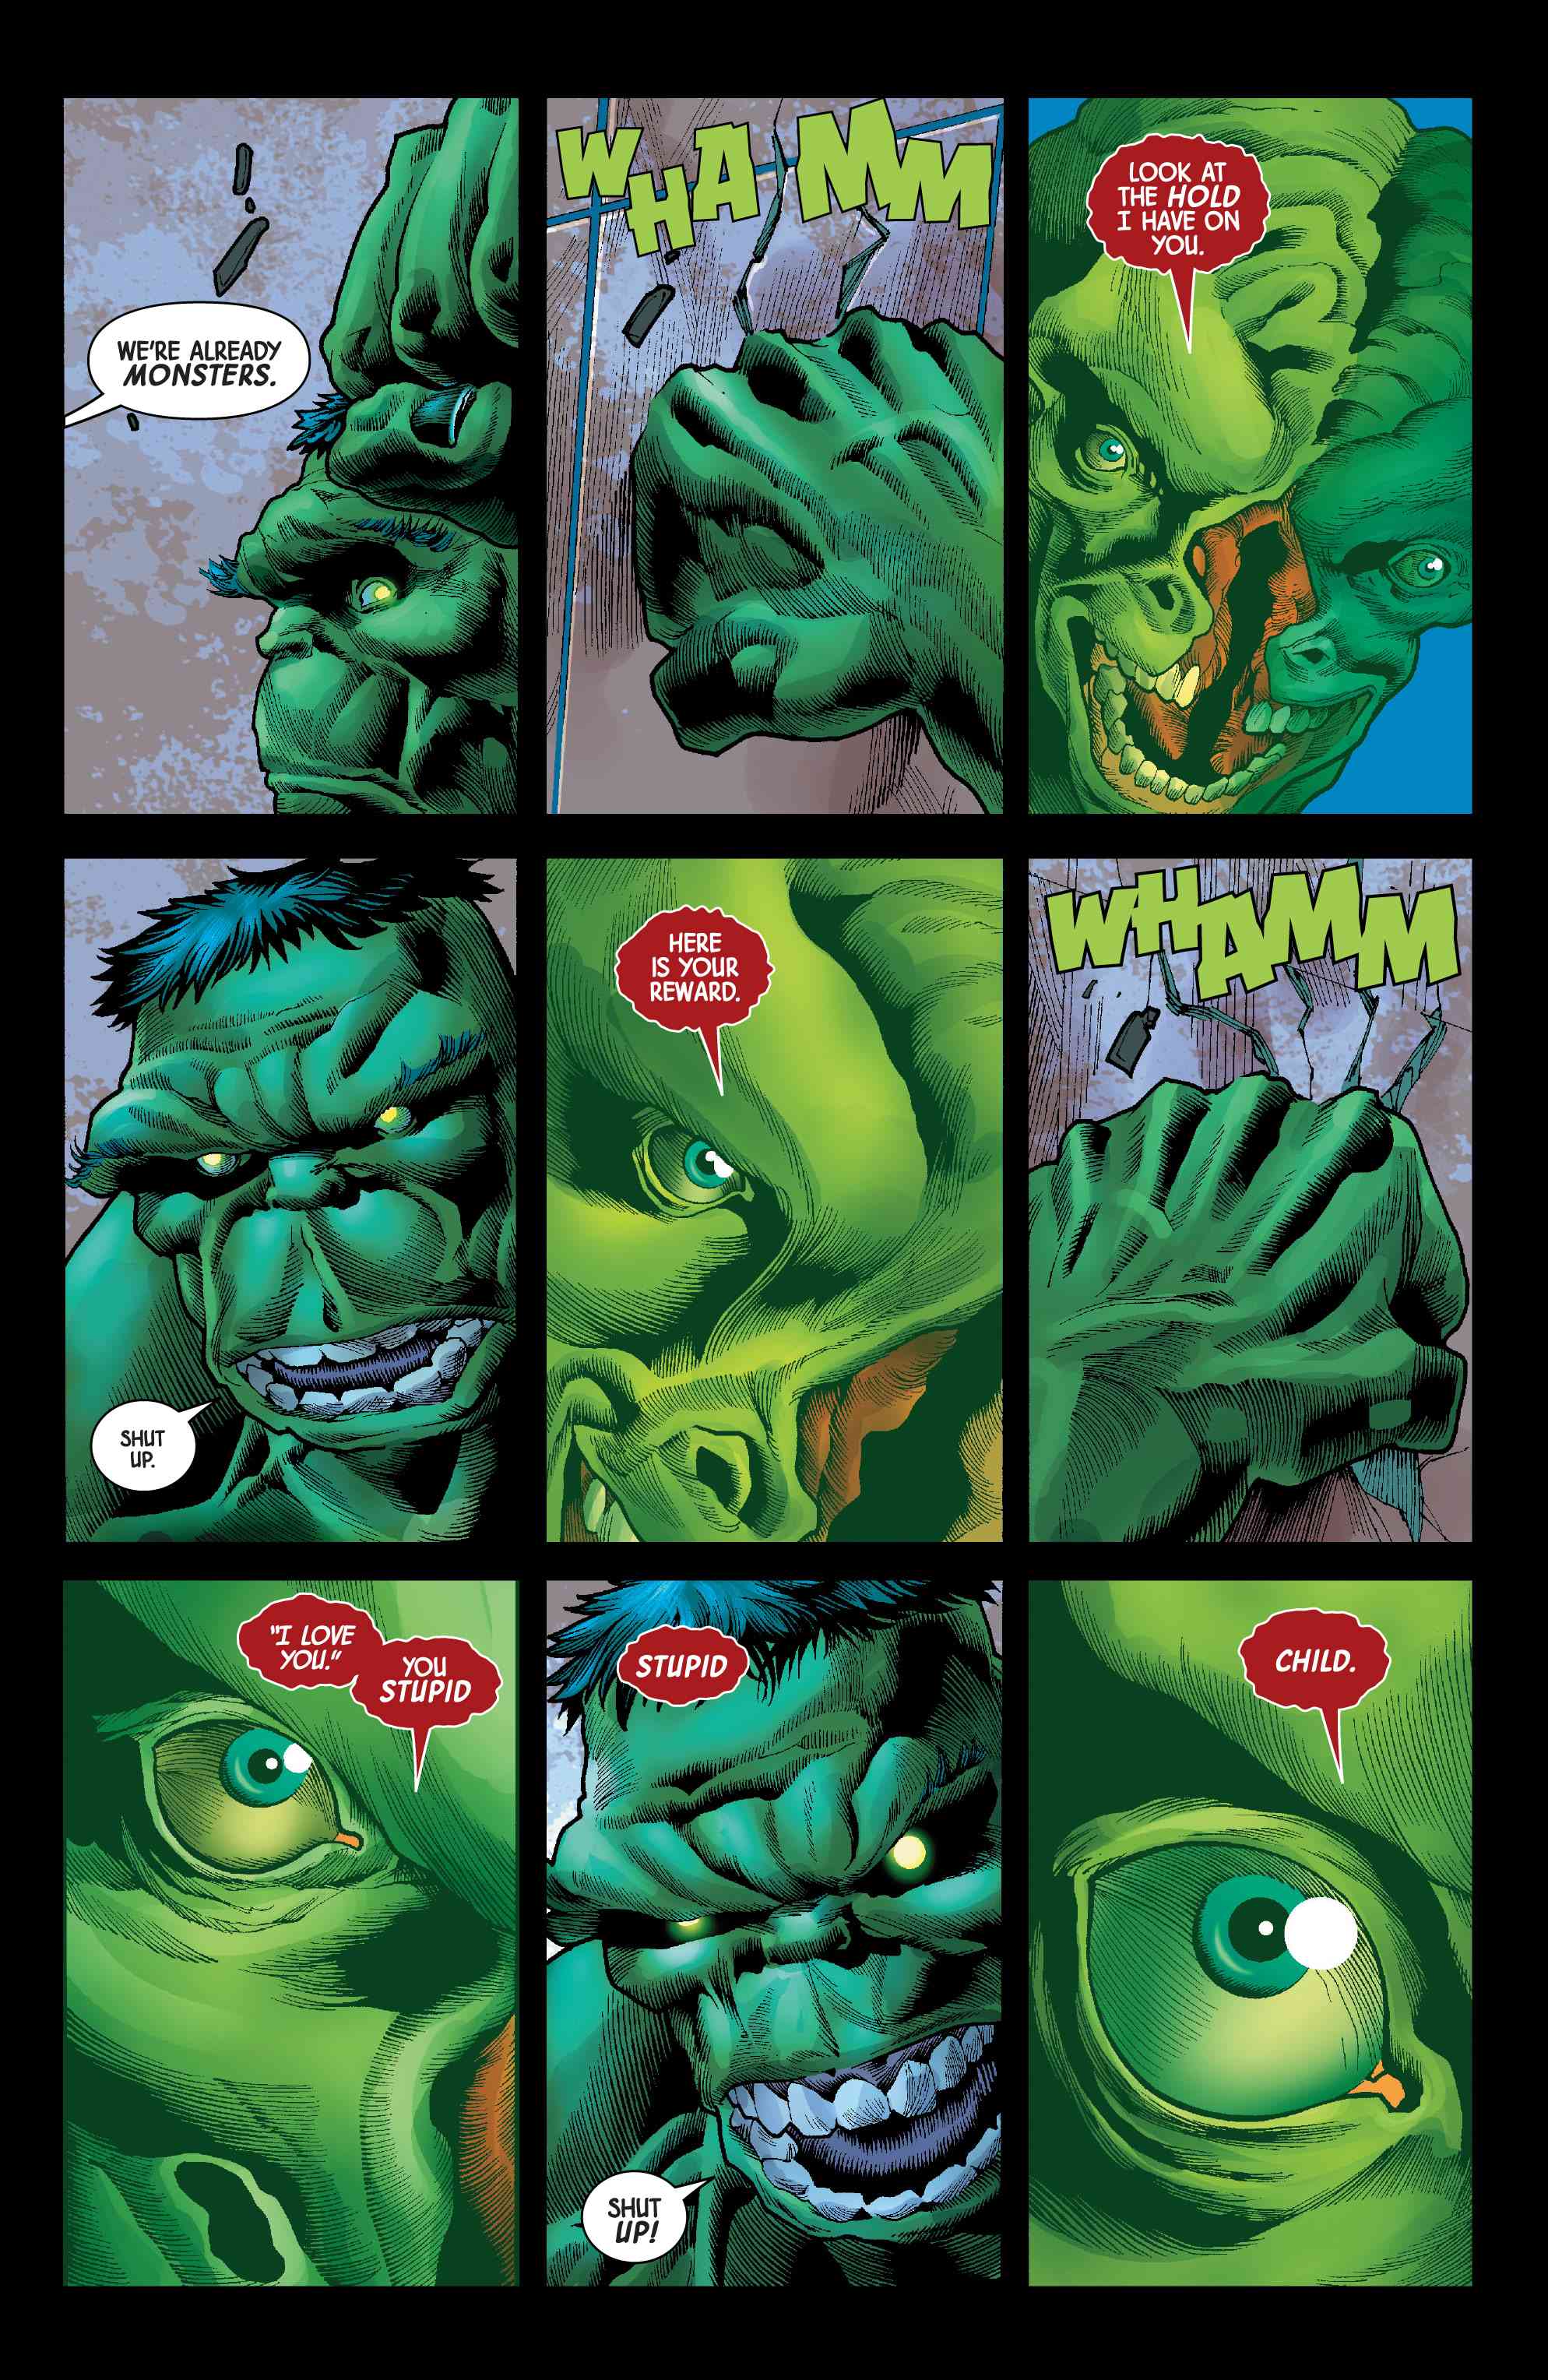 WE'RE ALREADY
MONSTERS.
WHAMM
LOOK AT
THE HOLD
I HAVE ON
YOU.
SHUT
UP.
HERE
IS YOUR
REWARD.
WHAMM
"I LOVE
YOU."
YOU
STUPID
STUPID
SHUT
UP!
CHILD.